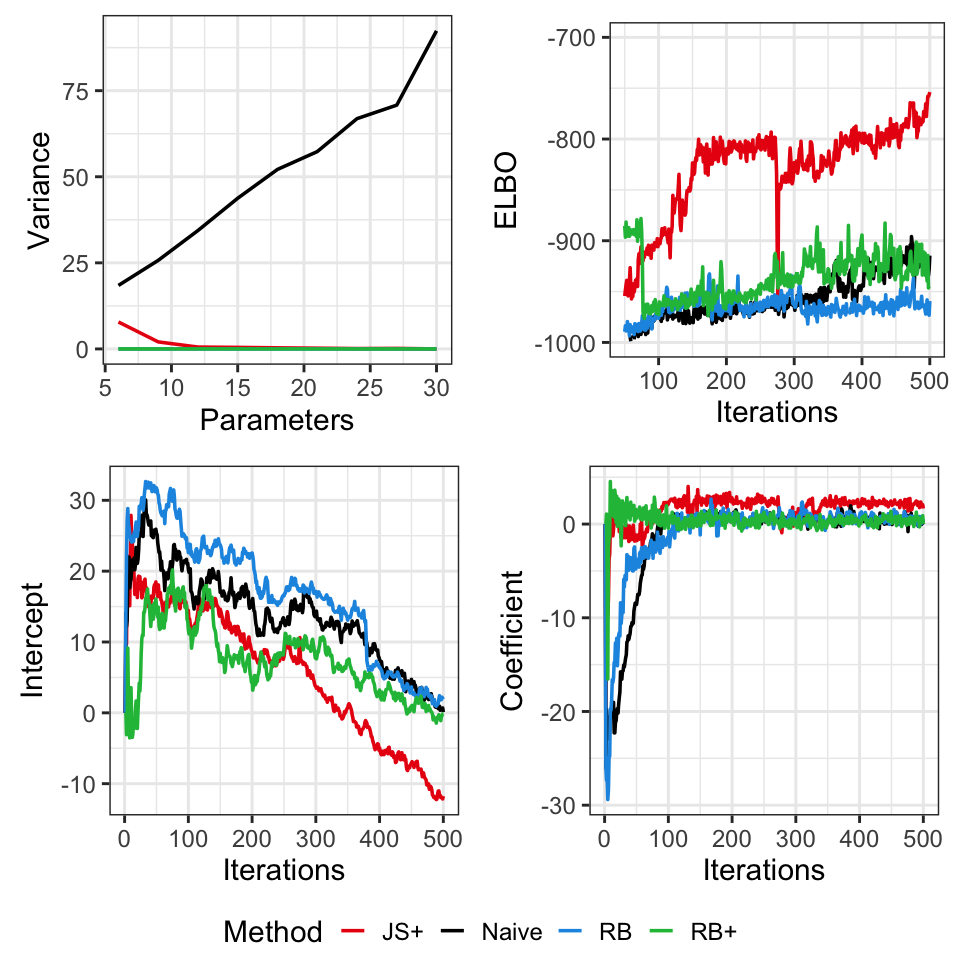 Variance
75
50
25
0
5 10 15 20 25 30
Parameters
ELBO
-700
-800
-900
-1000
100 200 300 400 500
Iterations
Intercept
30
20
10
0
-10
0 100 200 300 400 500
Iterations
Coefficient
0
-10
-20
-30
0 100 200 300 400 500
Iterations
Method JS+ Naive RB RB+